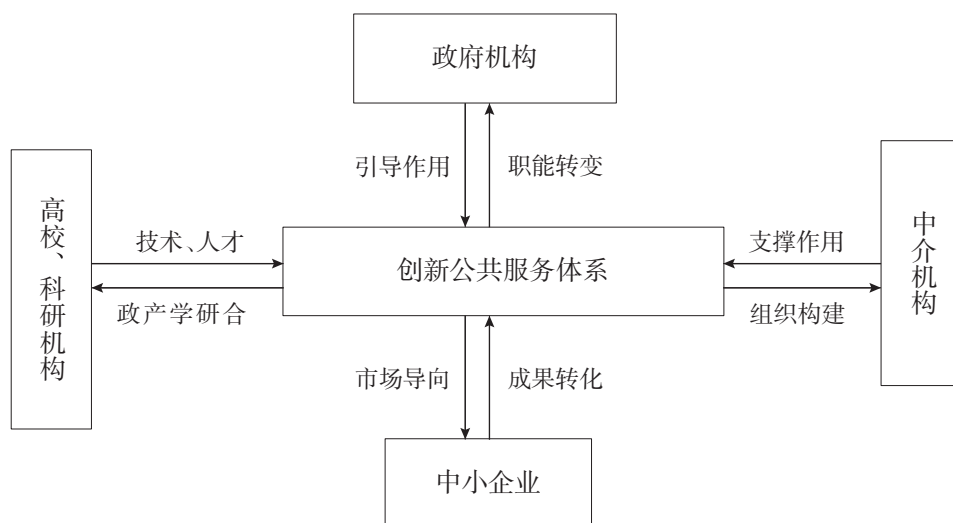 政府机构
引导作用
职能转变
高校、科研机构
技术、人才
政产学研合
创新公共服务体系
支撑作用
组织构建
中介机构
市场导向
成果转化
中小企业